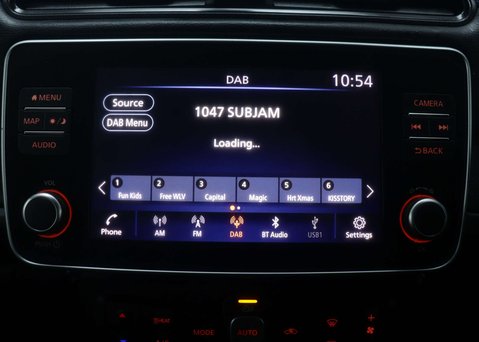 DAB
10:54
MENU
CAMERA
Source
1047 SUBJAM
MAP
DAB Menu
AUDIO
BACK
Loading...
1 2 3 4 5 6
Fun Kids Free WLV Capital Magic Hrt Xmas KISSTORY
VOL
Phone AM FM DAB BT Audio USB1 Settings
MODE AUTO